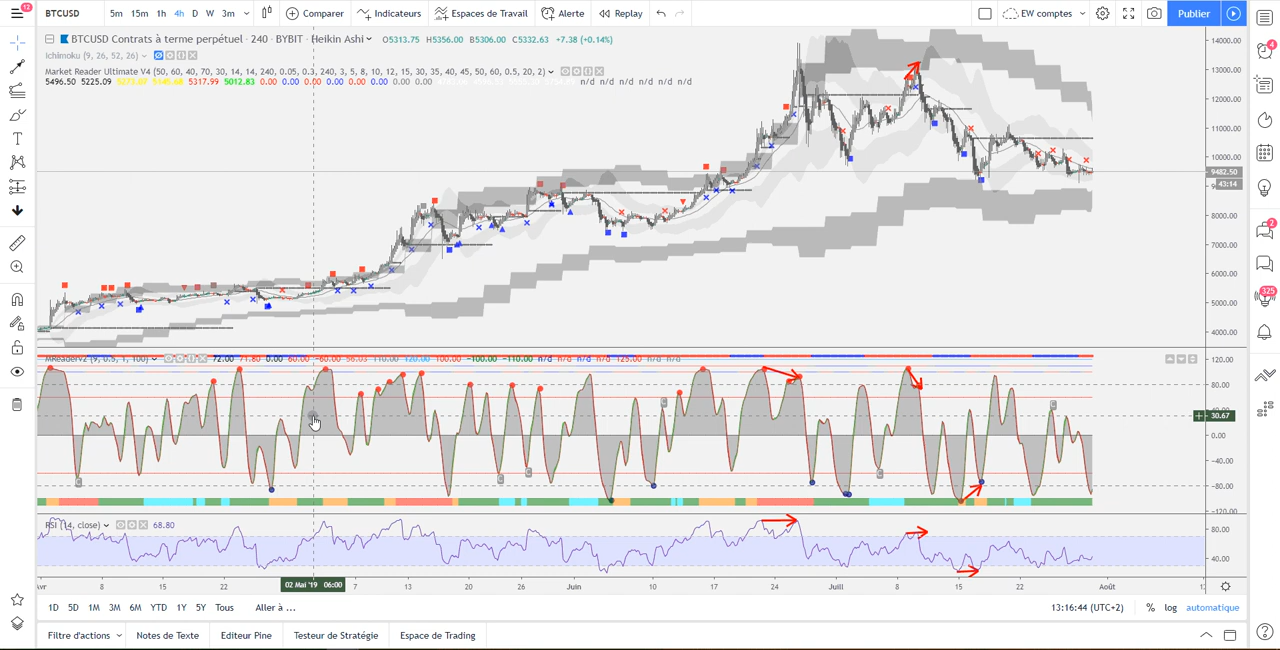 12 BTCUSD 5m 15m 1h 4h D W 3m Comparer Indicateurs Espaces de Travail Alerte Replay EW comptes Publier
BTCUSD Contrats à terme perpétuel · 240 · BYBIT · Heikin Ashi O5313.75 H5356.00 B5306.00 C5332.63 +7.38 (+0.14%)
Ichimoku (9, 26, 52, 26)
Market Reader Ultimate V4 (50, 60, 40, 70, 30, 14, 14, 240, 0.05, 0.3, 240, 3, 5, 8, 10, 12, 15, 30, 35, 40, 45, 50, 60, 0.5, 20, 2)
5496.50 5225.09 5317.99 5012.83 0.00 0.00 0.00 0.00 0.00 0.00 0.00 0.00 n/d n/d n/d n/d n/d n/d
14000.00
13000.00
12000.00
11000.00
10000.00
9482.50
43:14
8000.00
7000.00
6000.00
5000.00
4000.00
MReaderV2 (9, 0.5, 1, 100) 72.00 71.80 0.00 60.00 −60.00 56.03 110.00 120.00 100.00 −100.00 −110.00 n/d n/d n/d 125.00 n/d n/d
120.00
80.00
30.67
0.00
−40.00
−80.00
−120.00
C C C C C C
RSI (14, close) 68.80
80.00
40.00
Avr 8 15 22 02 Mai '19 06:00 7 13 20 26 Juin 10 17 24 Juill 8 15 22 Août
1D 5D 1M 3M 6M YTD 1Y 5Y Tous Aller à ... 13:16:44 (UTC+2) % log automatique
Filtre d'actions Notes de Texte Editeur Pine Testeur de Stratégie Espace de Trading
4
2
325